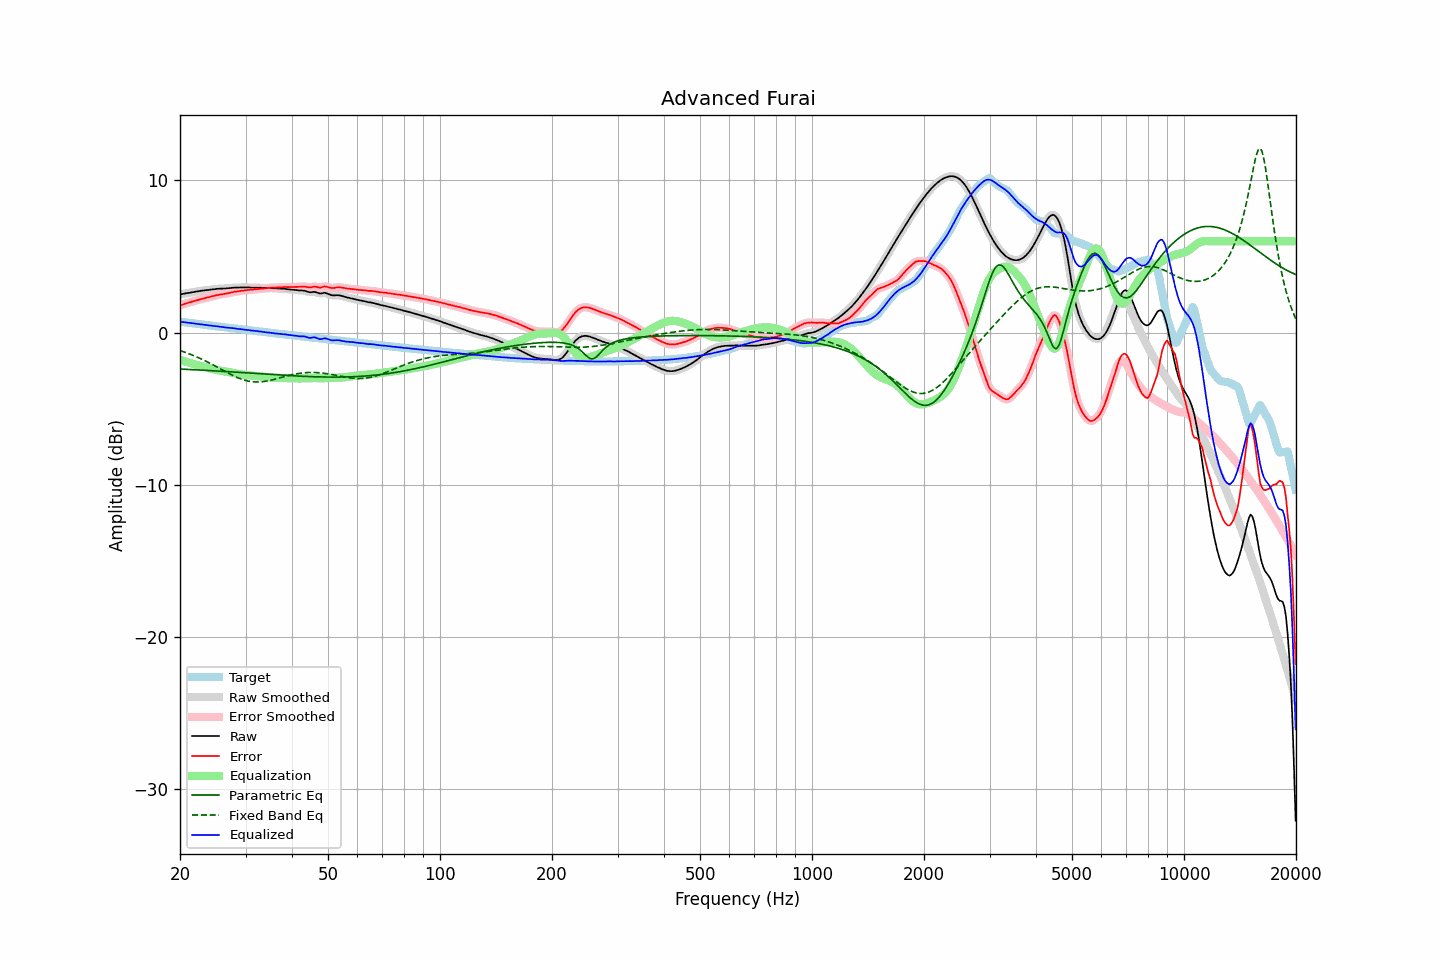 Advanced Furai
10
0
−10
−20
−30
Amplitude (dBr)
Target
Raw Smoothed
Error Smoothed
Raw
Error
Equalization
Parametric Eq
Fixed Band Eq
Equalized
20 50 100 200 500 1000 2000 5000 10000 20000
Frequency (Hz)